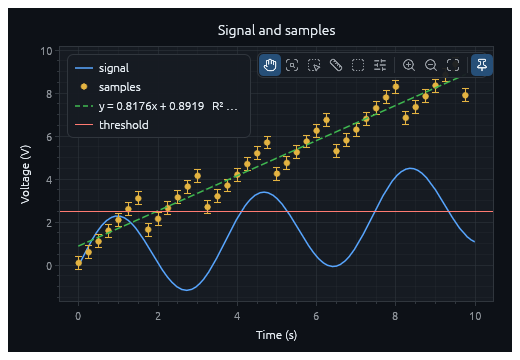 Signal and samples
signal
samples
y = 0.8176x + 0.8919 R² ...
threshold
Voltage (V)
10
8
6
4
2
0
0
2
4
6
8
10
Time (s)